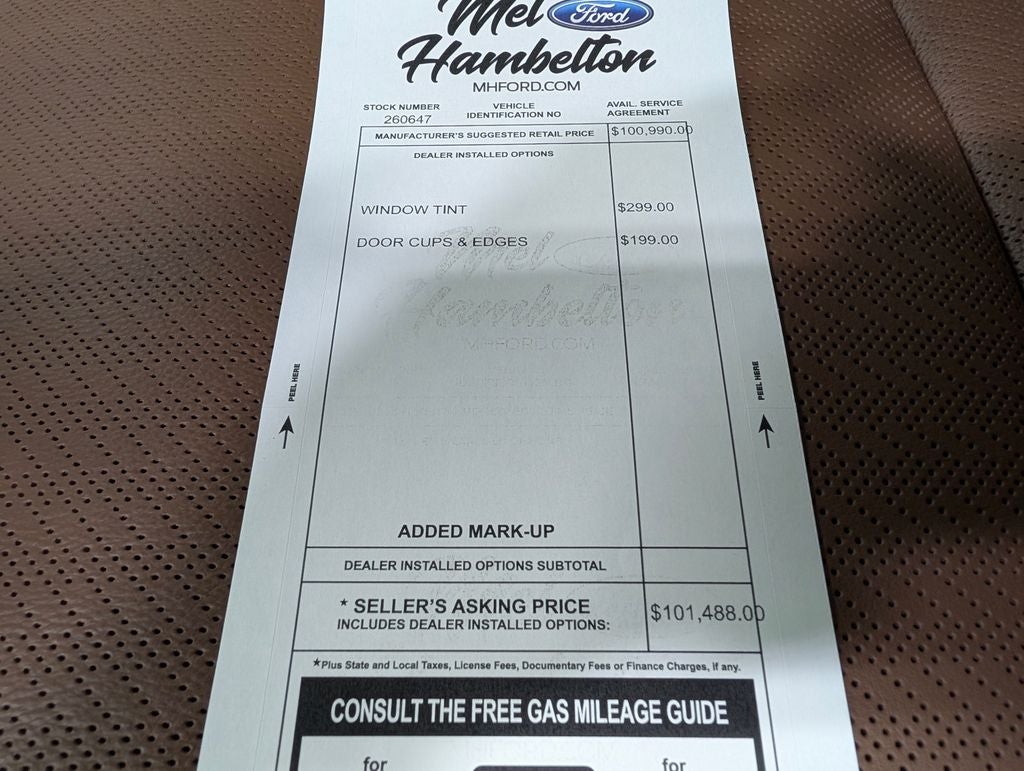 Mel Ford
Hambelton
MHFORD.COM
STOCK NUMBER
260647
VEHICLE
IDENTIFICATION NO
AVAIL. SERVICE
AGREEMENT
MANUFACTURER'S SUGGESTED RETAIL PRICE $100,990.00
DEALER INSTALLED OPTIONS
WINDOW TINT $299.00
DOOR CUPS & EDGES $199.00
Mel
Hambelton
MHFORD.COM
PEEL HERE
PEEL HERE
ADDED MARK-UP
DEALER INSTALLED OPTIONS SUBTOTAL
* SELLER'S ASKING PRICE
INCLUDES DEALER INSTALLED OPTIONS:
$101,488.00
*Plus State and Local Taxes, License Fees, Documentary Fees or Finance Charges, if any.
CONSULT THE FREE GAS MILEAGE GUIDE
for for